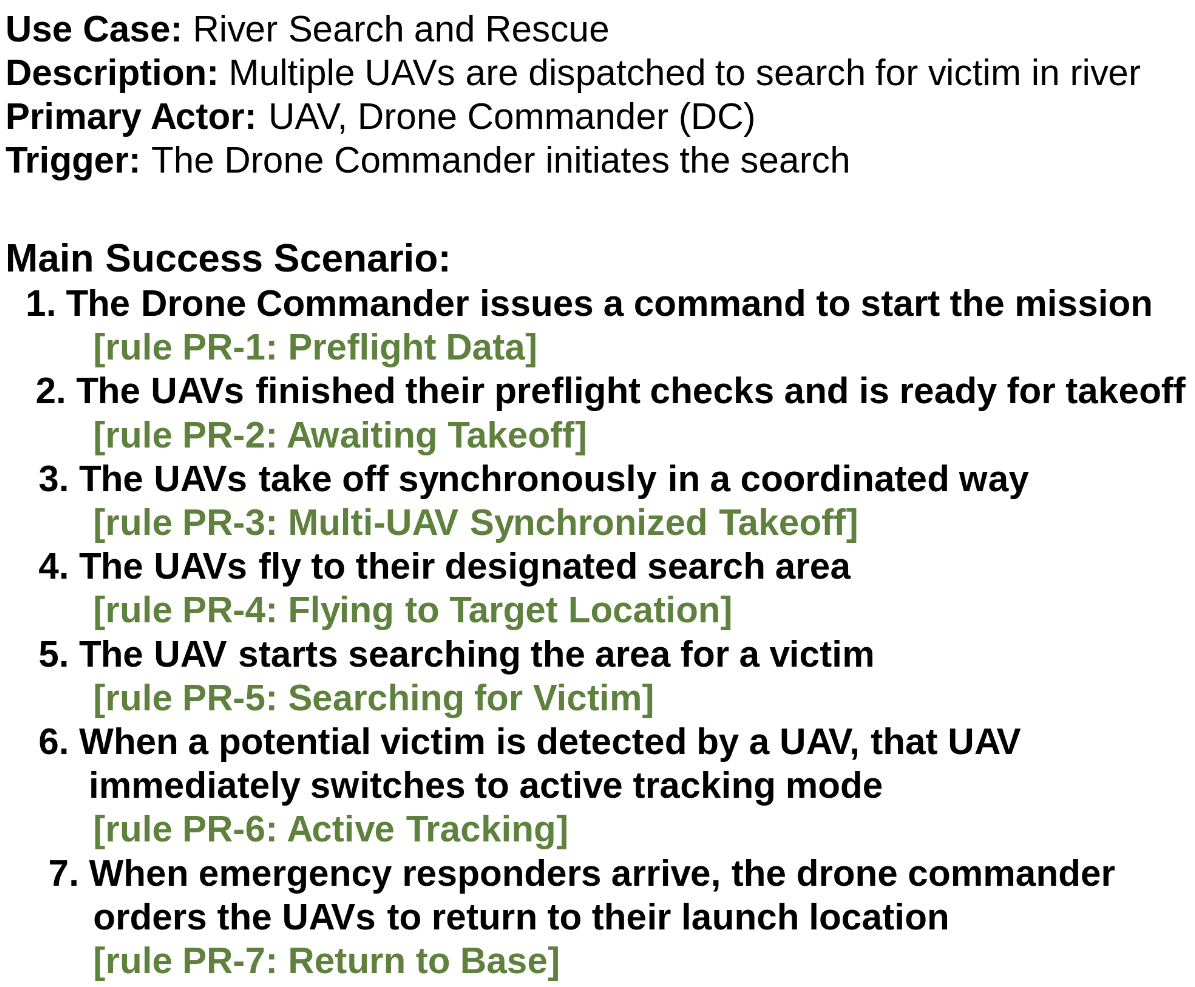 Use Case: River Search and Rescue
Description: Multiple UAVs are dispatched to search for victim in river
Primary Actor: UAV, Drone Commander (DC)
Trigger: The Drone Commander initiates the search
Main Success Scenario:
1. The Drone Commander issues a command to start the mission
[rule PR-1: Preflight Data]
2. The UAVs finished their preflight checks and is ready for takeoff
[rule PR-2: Awaiting Takeoff]
3. The UAVs take off synchronously in a coordinated way
[rule PR-3: Multi-UAV Synchronized Takeoff]
4. The UAVs fly to their designated search area
[rule PR-4: Flying to Target Location]
5. The UAV starts searching the area for a victim
[rule PR-5: Searching for Victim]
6. When a potential victim is detected by a UAV, that UAV
immediately switches to active tracking mode
[rule PR-6: Active Tracking]
7. When emergency responders arrive, the drone commander
orders the UAVs to return to their launch location
[rule PR-7: Return to Base]